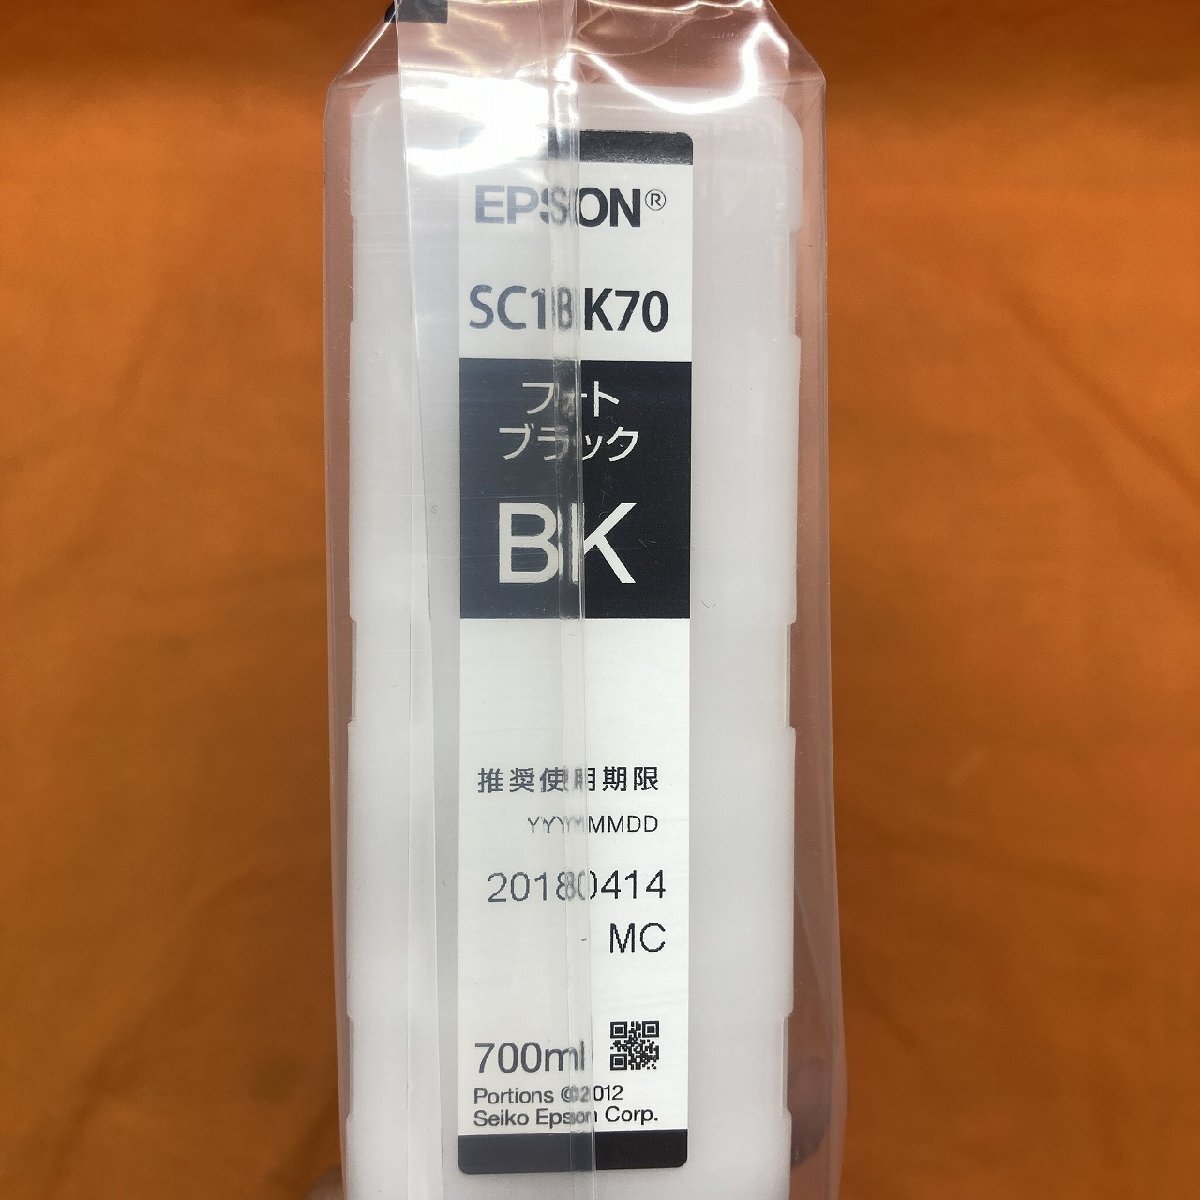 EPSON®
SC1BK70
フォト
ブラック
BK
推奨使用期限
YYYYMMDD
20180414
MC
700ml
Portions ©2012
Seiko Epson Corp.